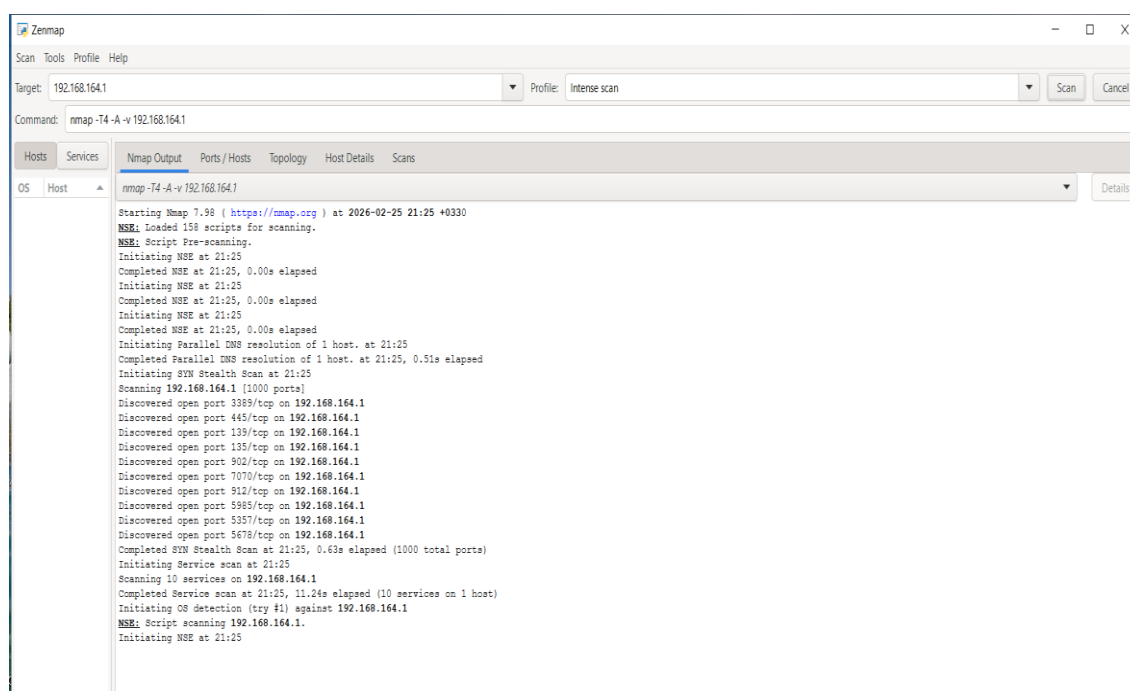 Zenmap
Scan Tools Profile Help
Target: 192.168.164.1 Profile: Intense scan Scan Cancel
Command: nmap -T4 -A -v 192.168.164.1
Hosts Services Nmap Output Ports / Hosts Topology Host Details Scans
OS Host nmap -T4 -A -v 192.168.164.1 Details
Starting Nmap 7.98 ( https://nmap.org ) at 2026-02-25 21:25 +0330
NSE: Loaded 158 scripts for scanning.
NSE: Script Pre-scanning.
Initiating NSE at 21:25
Completed NSE at 21:25, 0.00s elapsed
Initiating NSE at 21:25
Completed NSE at 21:25, 0.00s elapsed
Initiating NSE at 21:25
Completed NSE at 21:25, 0.00s elapsed
Initiating Parallel DNS resolution of 1 host. at 21:25
Completed Parallel DNS resolution of 1 host. at 21:25, 0.51s elapsed
Initiating SYN Stealth Scan at 21:25
Scanning 192.168.164.1 [1000 ports]
Discovered open port 3389/tcp on 192.168.164.1
Discovered open port 445/tcp on 192.168.164.1
Discovered open port 139/tcp on 192.168.164.1
Discovered open port 135/tcp on 192.168.164.1
Discovered open port 902/tcp on 192.168.164.1
Discovered open port 7070/tcp on 192.168.164.1
Discovered open port 912/tcp on 192.168.164.1
Discovered open port 5985/tcp on 192.168.164.1
Discovered open port 5357/tcp on 192.168.164.1
Discovered open port 5678/tcp on 192.168.164.1
Completed SYN Stealth Scan at 21:25, 0.63s elapsed (1000 total ports)
Initiating Service scan at 21:25
Scanning 10 services on 192.168.164.1
Completed Service scan at 21:25, 11.24s elapsed (10 services on 1 host)
Initiating OS detection (try #1) against 192.168.164.1
NSE: Script scanning 192.168.164.1.
Initiating NSE at 21:25